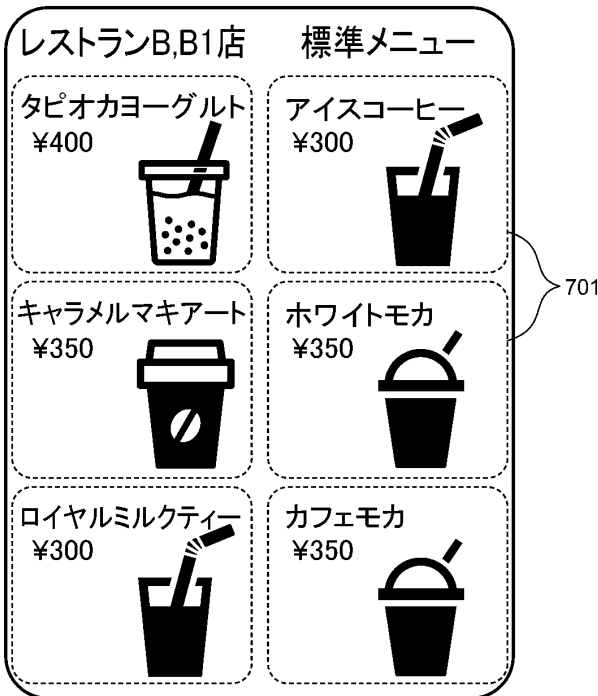 レストランB,B1店 標準メニュー
タピオカヨーグルト
¥400
アイスコーヒー
¥300
キャラメルマキアート
¥350
ホワイトモカ
¥350
ロイヤルミルクティー
¥300
カフェモカ
¥350
701